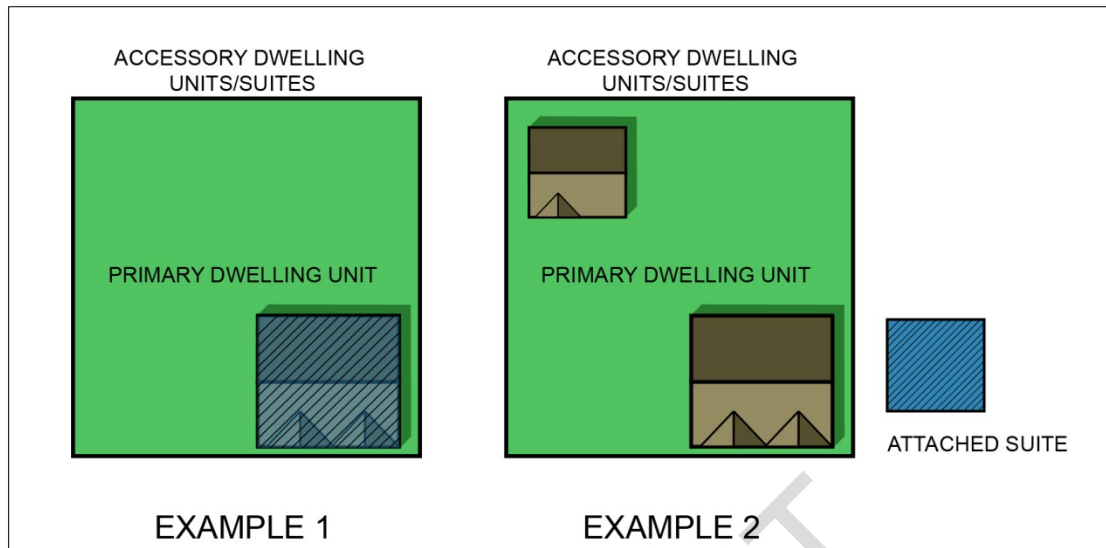 ACCESSORY DWELLING
UNITS/SUITES
PRIMARY DWELLING UNIT
EXAMPLE 1
ACCESSORY DWELLING
UNITS/SUITES
PRIMARY DWELLING UNIT
EXAMPLE 2
ATTACHED SUITE
T